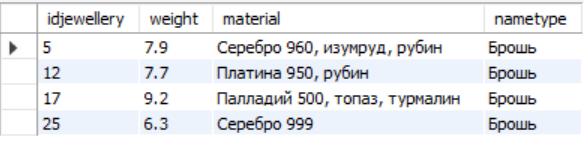 idjewellery weight material nametype
5 7.9 Серебро 960, изумруд, рубин Брошь
12 7.7 Платина 950, рубин Брошь
17 9.2 Палладий 500, топаз, турмалин Брошь
25 6.3 Серебро 999 Брошь